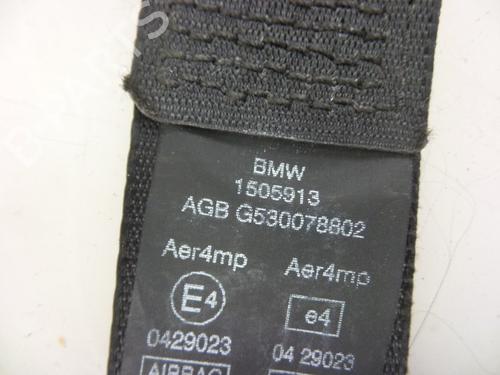 BMW
1505913
AGB G530078802
Aer4mp Aer4mp
E4 e4
0429023 04 29023
AIRBAG